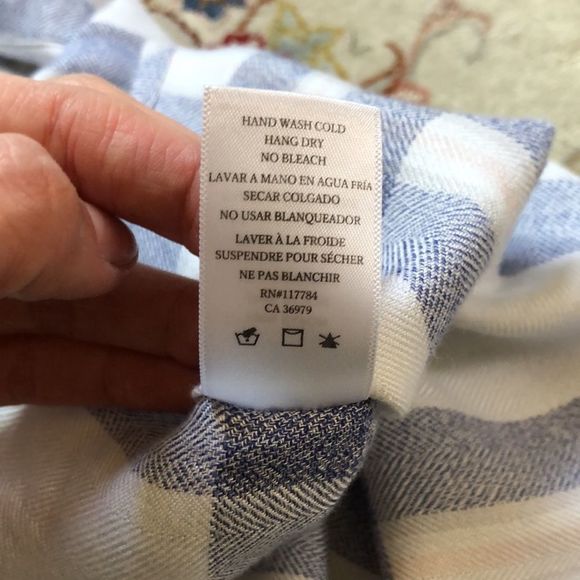 HAND WASH COLD
HANG DRY
NO BLEACH
LAVAR A MANO EN AGUA FRÍA
SECAR COLGADO
NO USAR BLANQUEADOR
LAVER À LA FROIDE
SUSPENDRE POUR SÉCHER
NE PAS BLANCHIR
RN#117784
CA 36979